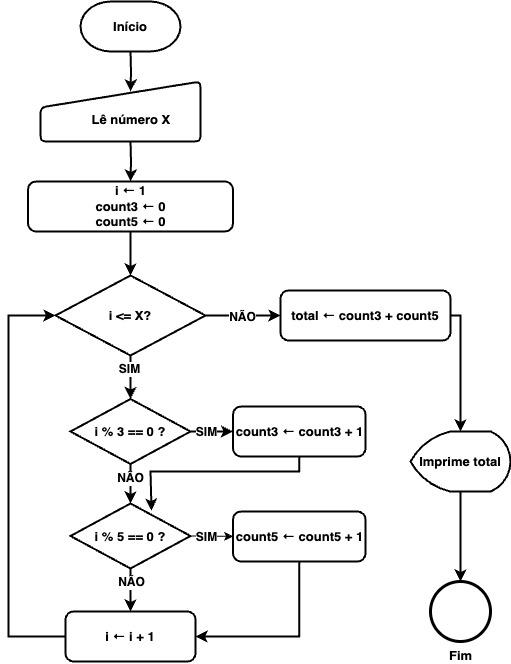 Início
Lê número X
i ← 1
count3 ← 0
count5 ← 0
i <= X?
NÃO
total ← count3 + count5
SIM
i % 3 == 0 ?
SIM
count3 ← count3 + 1
Imprime total
NÃO
i % 5 == 0 ?
SIM
count5 ← count5 + 1
NÃO
i ← i + 1
Fim